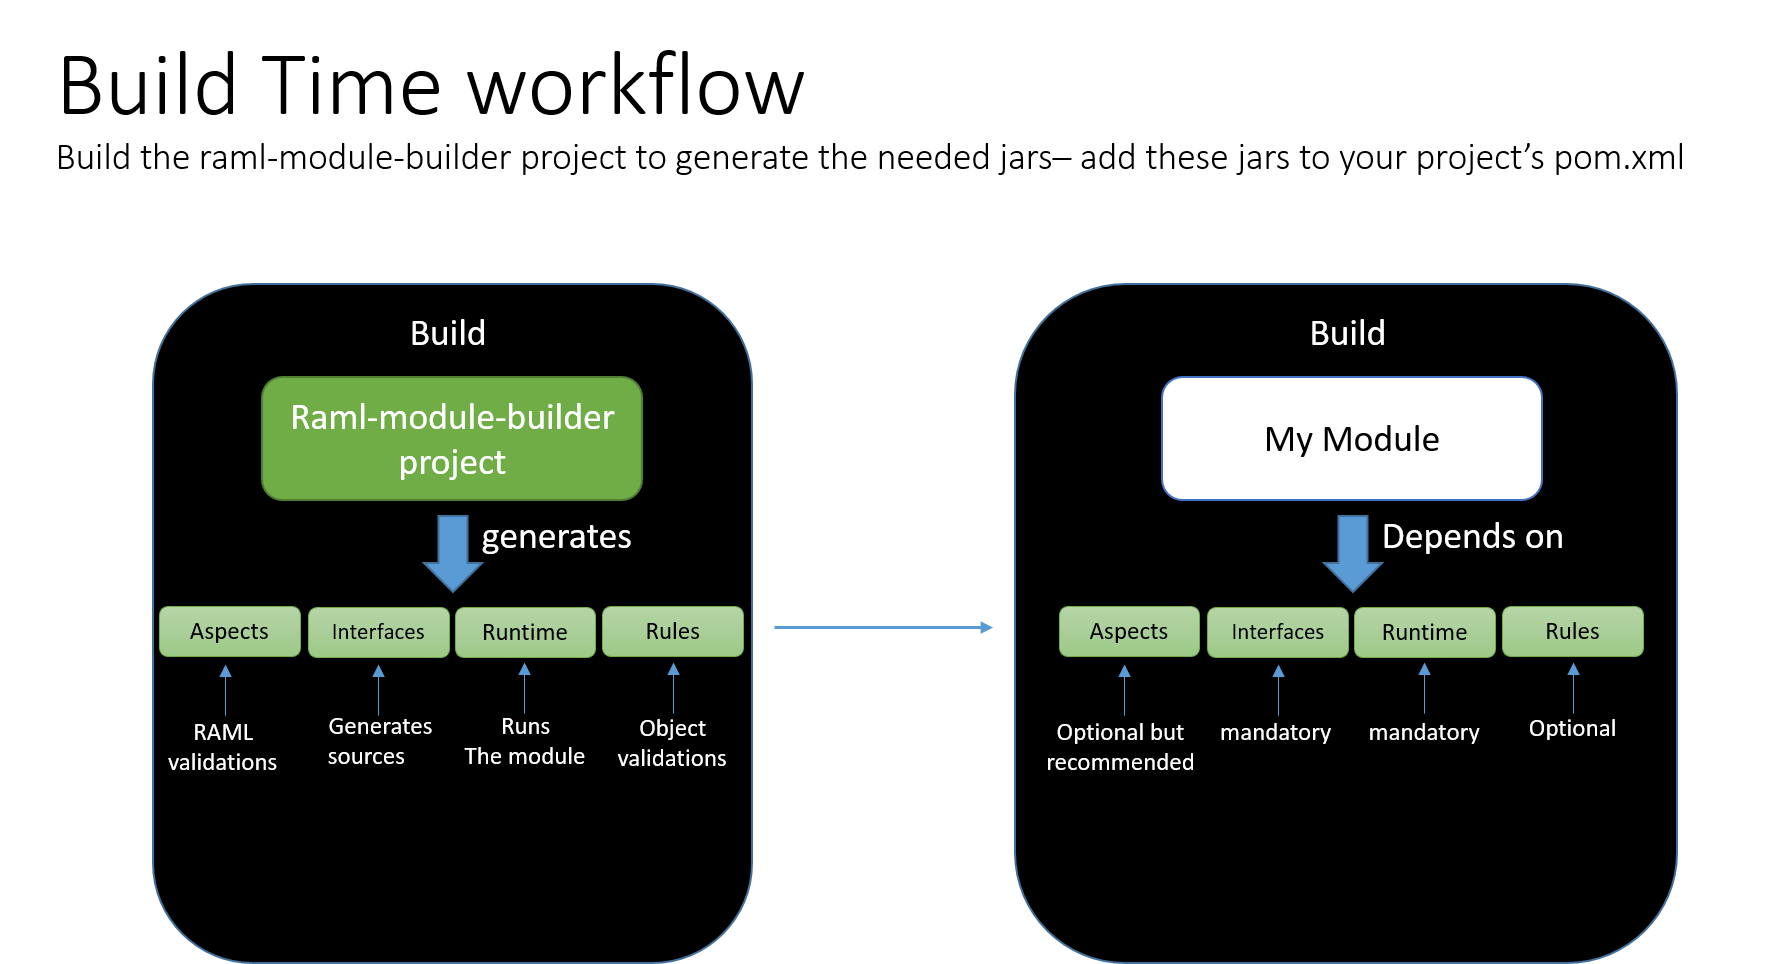 Build Time workflow
Build the raml-module-builder project to generate the needed jars– add these jars to your project’s pom.xml
Build
Raml-module-builder
project
generates
Aspects
Interfaces
Runtime
Rules
RAML
validations
Generates
sources
Runs
The module
Object
validations
Build
My Module
Depends on
Aspects
Interfaces
Runtime
Rules
Optional but
recommended
mandatory
mandatory
Optional